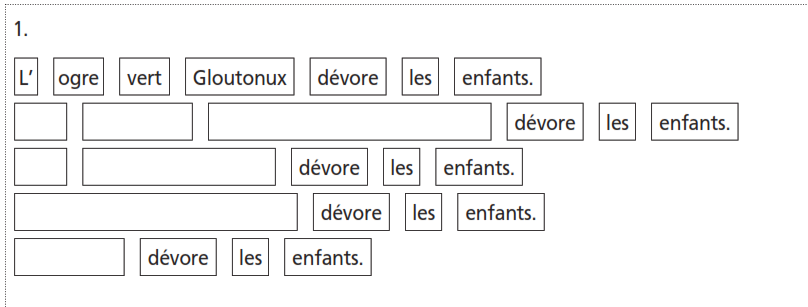 1.
L' ogre vert Gloutonux dévore les enfants.
dévore les enfants.
dévore les enfants.
dévore les enfants.
dévore les enfants.